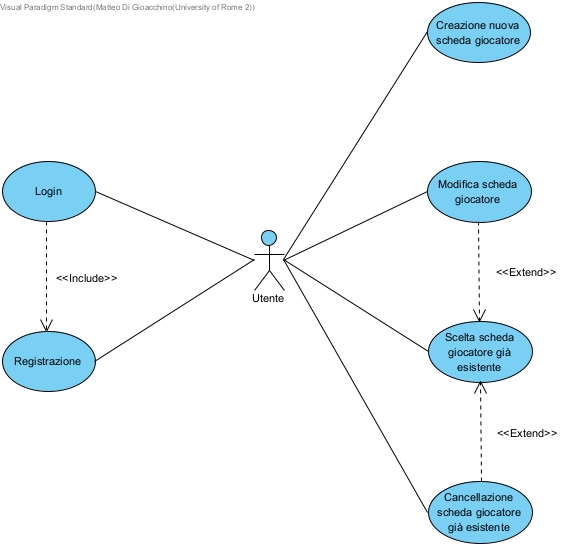 Visual Paradigm Standard(Matteo Di Gioacchino(University of Rome 2))
Creazione nuova
scheda giocatore
Login
Modifica scheda
giocatore
<<Include>>
<<Extend>>
Utente
Registrazione
Scelta scheda
giocatore già
esistente
<<Extend>>
Cancellazione
scheda giocatore
già esistente